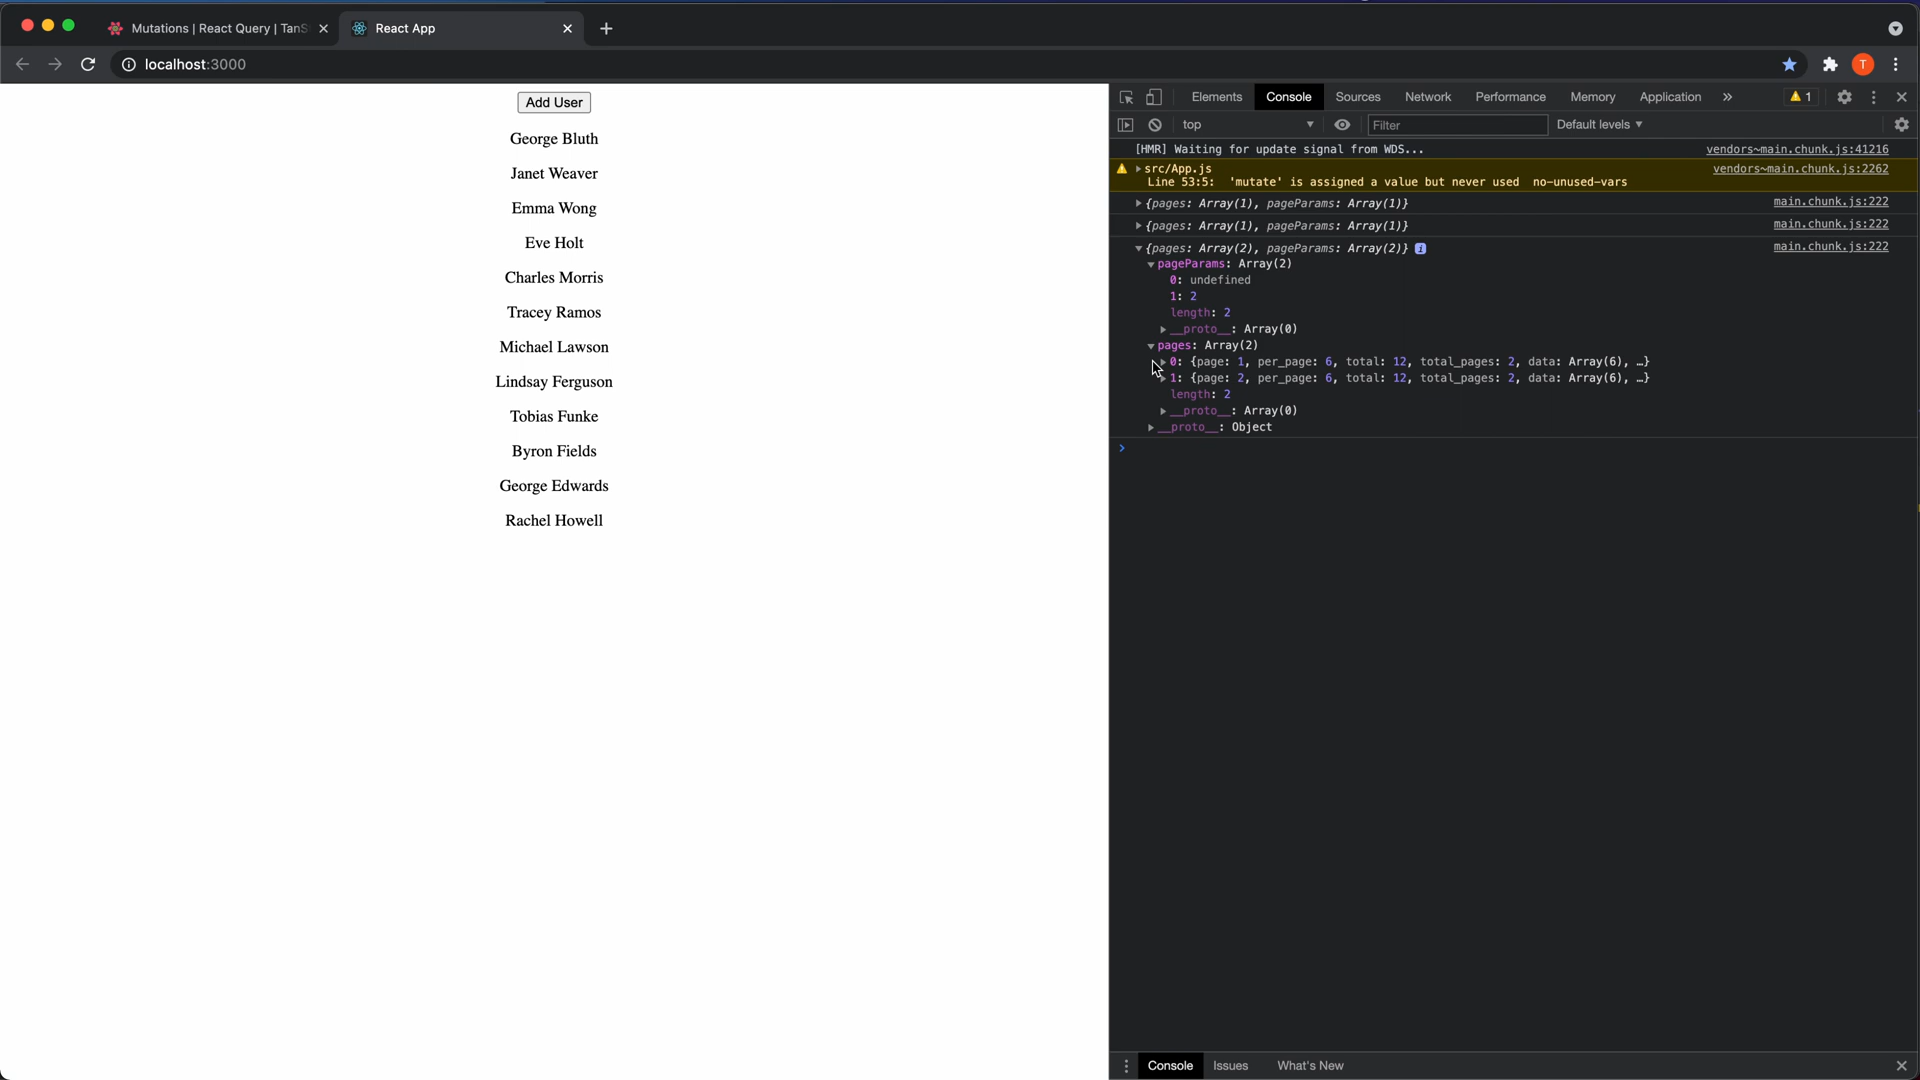 Mutations | React Query | TanS
React App
localhost:3000
T
Add User
George Bluth
Janet Weaver
Emma Wong
Eve Holt
Charles Morris
Tracey Ramos
Michael Lawson
Lindsay Ferguson
Tobias Funke
Byron Fields
George Edwards
Rachel Howell
Elements Console Sources Network Performance Memory Application » 1
top Filter Default levels
[HMR] Waiting for update signal from WDS... vendors~main.chunk.js:41216
src/App.js vendors~main.chunk.js:2262
Line 53:5: 'mutate' is assigned a value but never used no-unused-vars
{pages: Array(1), pageParams: Array(1)} main.chunk.js:222
{pages: Array(1), pageParams: Array(1)} main.chunk.js:222
{pages: Array(2), pageParams: Array(2)} i main.chunk.js:222
pageParams: Array(2)
0: undefined
1: 2
length: 2
__proto__: Array(0)
pages: Array(2)
0: {page: 1, per_page: 6, total: 12, total_pages: 2, data: Array(6), …}
1: {page: 2, per_page: 6, total: 12, total_pages: 2, data: Array(6), …}
length: 2
__proto__: Array(0)
__proto__: Object
Console Issues What's New